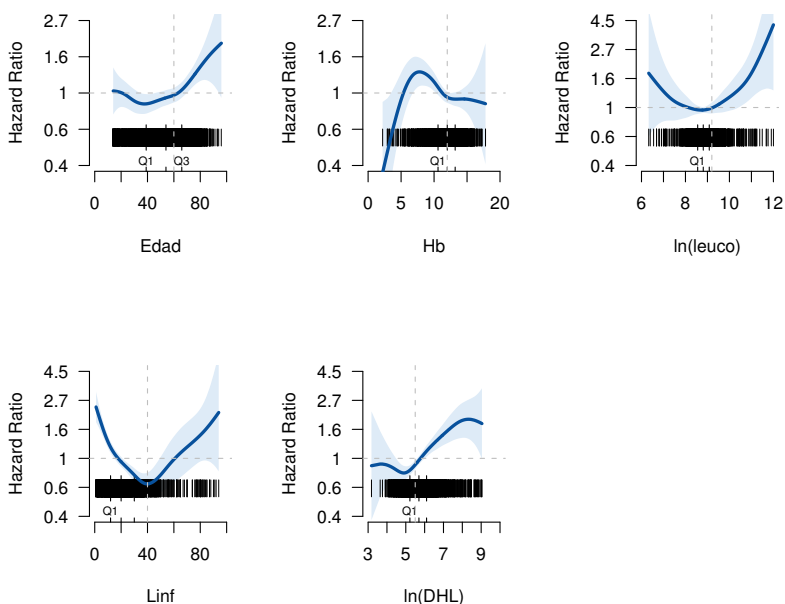 Hazard Ratio
2.7
1.6
1
0.6
0.4
Q1 Q3
0 40 80
Edad
Hazard Ratio
2.7
1.6
1
0.6
0.4
Q1
0 5 10 20
Hb
Hazard Ratio
4.5
2.7
1.6
1
0.6
0.4
Q1
6 8 10 12
ln(leuco)
Hazard Ratio
4.5
2.7
1.6
1
0.6
0.4
Q1
0 40 80
Linf
Hazard Ratio
4.5
2.7
1.6
1
0.6
0.4
Q1
3 5 7 9
ln(DHL)